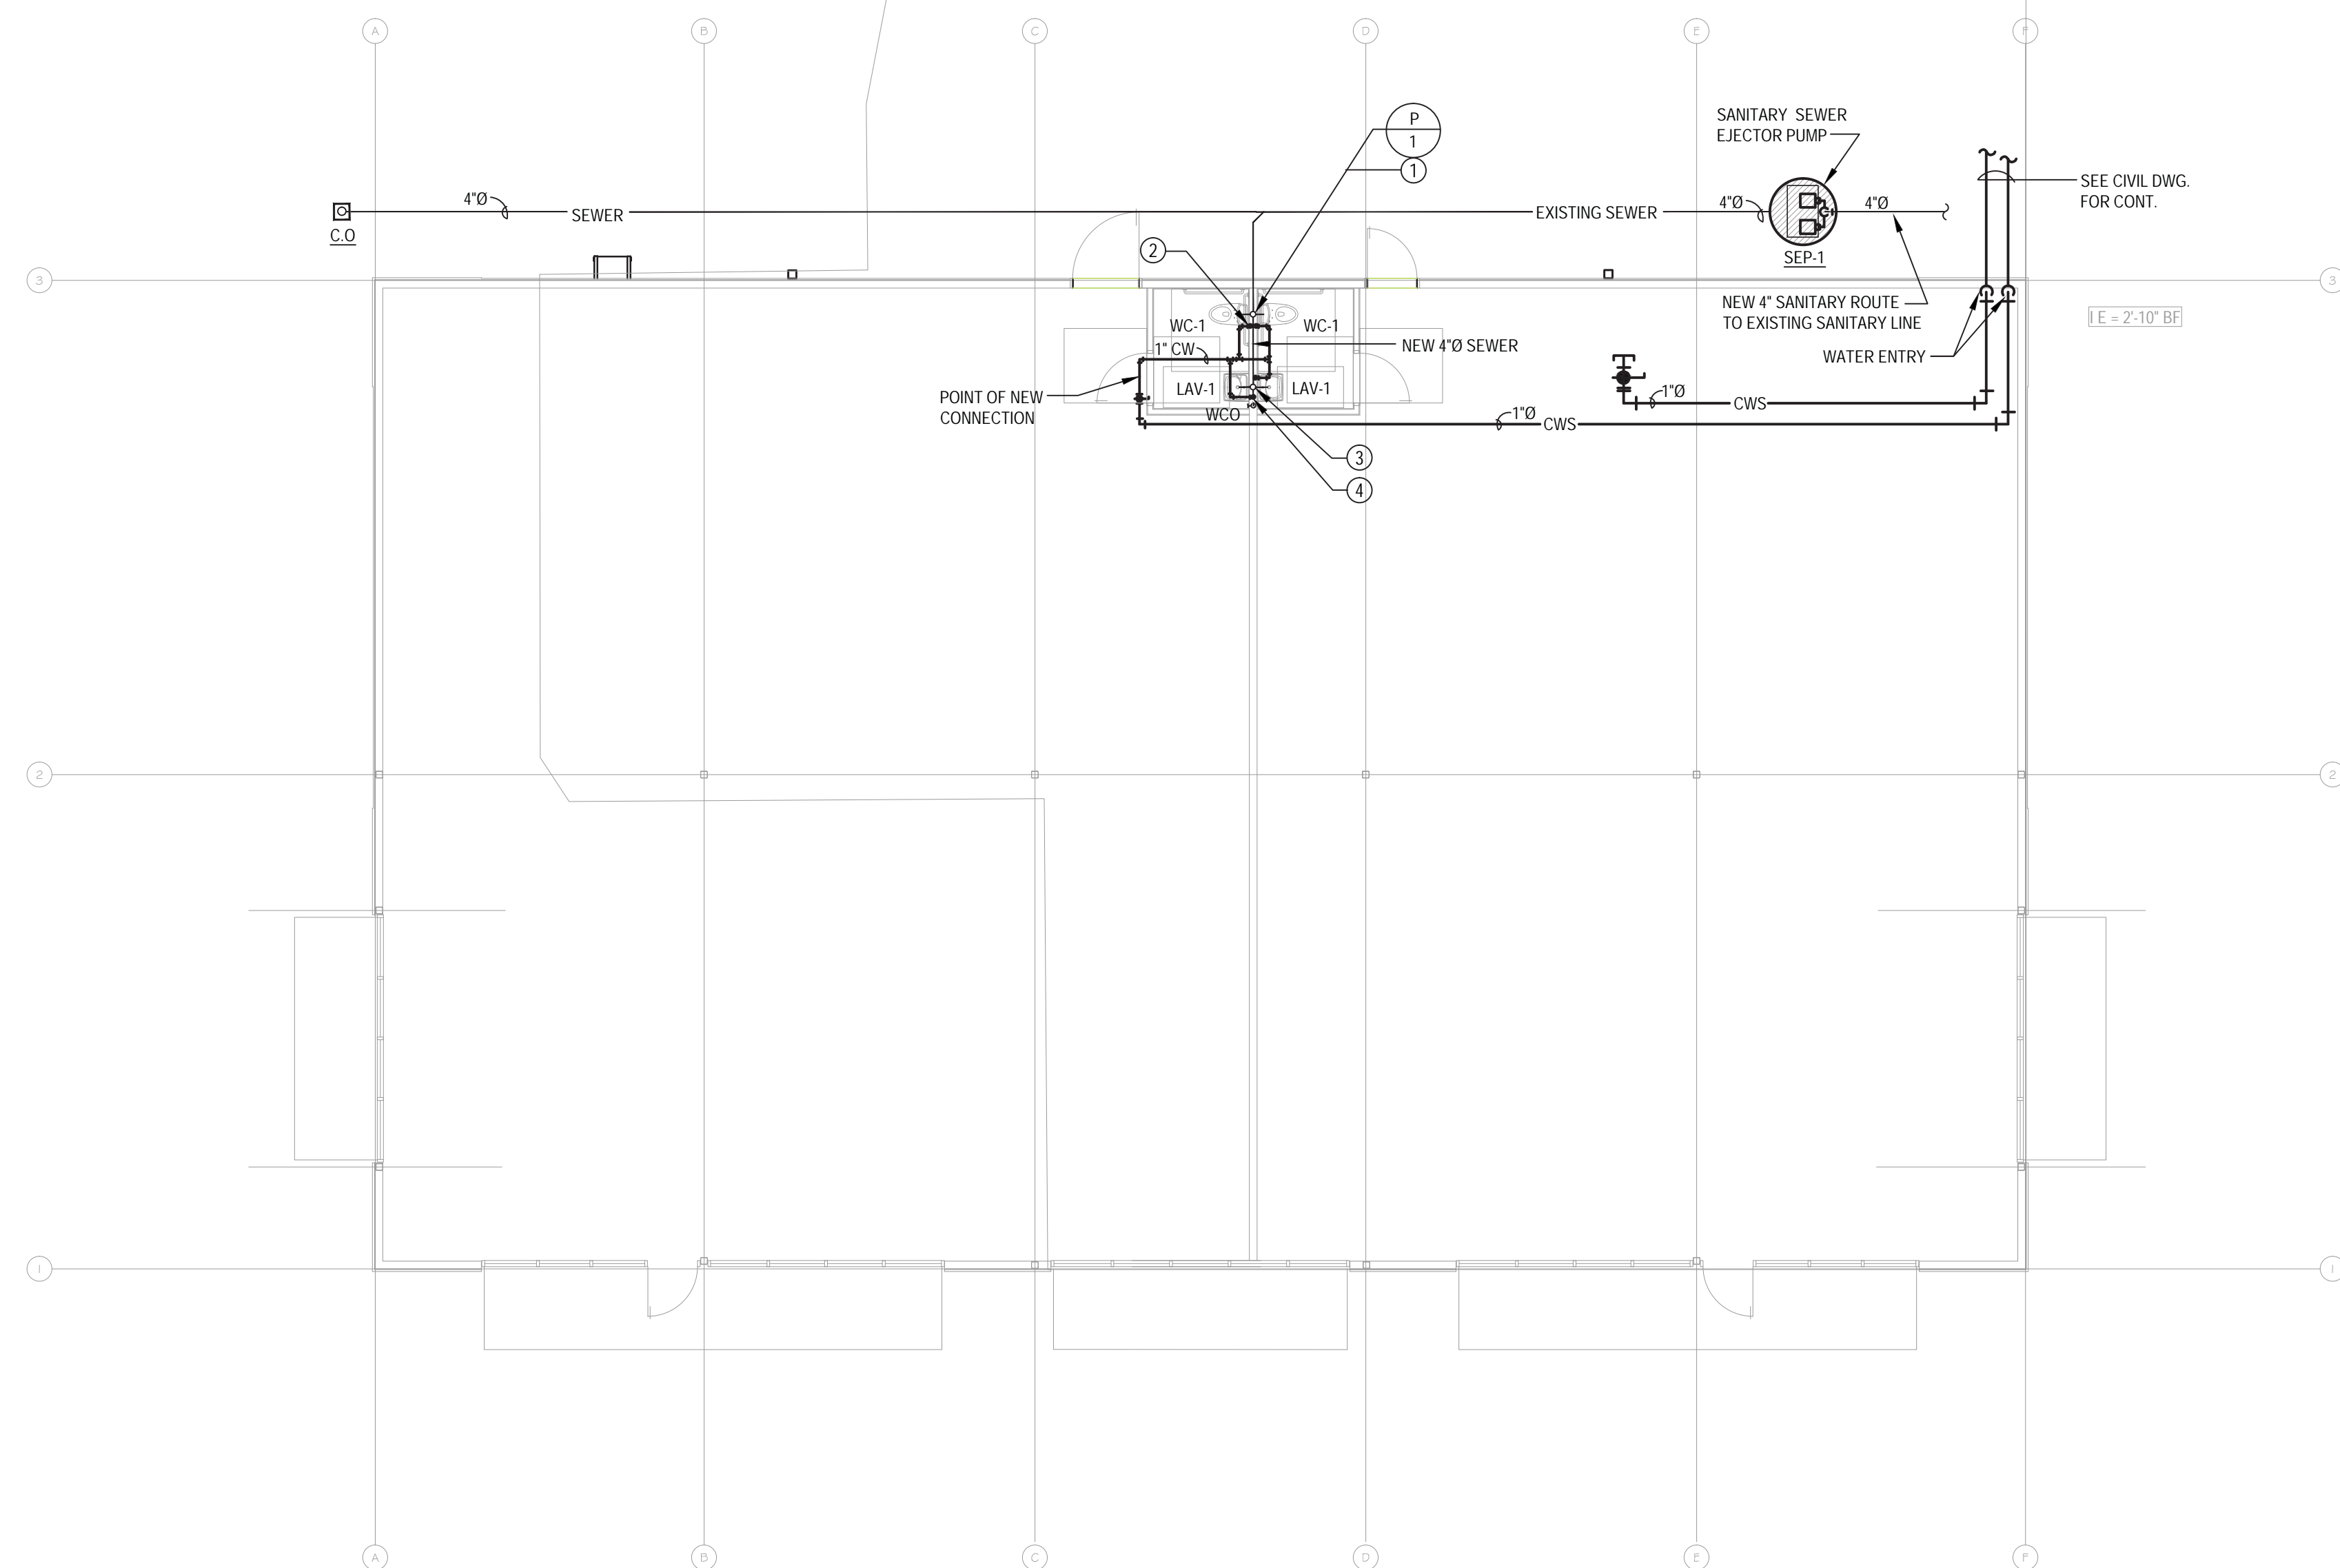 A
B
C
D
E
F
P
1
1
SANITARY SEWER
EJECTOR PUMP
SEE CIVIL DWG.
FOR CONT.
4"Ø
SEWER
EXISTING SEWER
4"Ø
4"Ø
C.O
2
SEP-1
3
3
NEW 4" SANITARY ROUTE
TO EXISTING SANITARY LINE
I E = 2'-10" BF
WC-1
WC-1
NEW 4"Ø SEWER
1" CW
WATER ENTRY
LAV-1
LAV-1
POINT OF NEW
CONNECTION
WCO
1"Ø
CWS
1"Ø
CWS
3
4
2
2
1
1
A
B
C
D
E
F